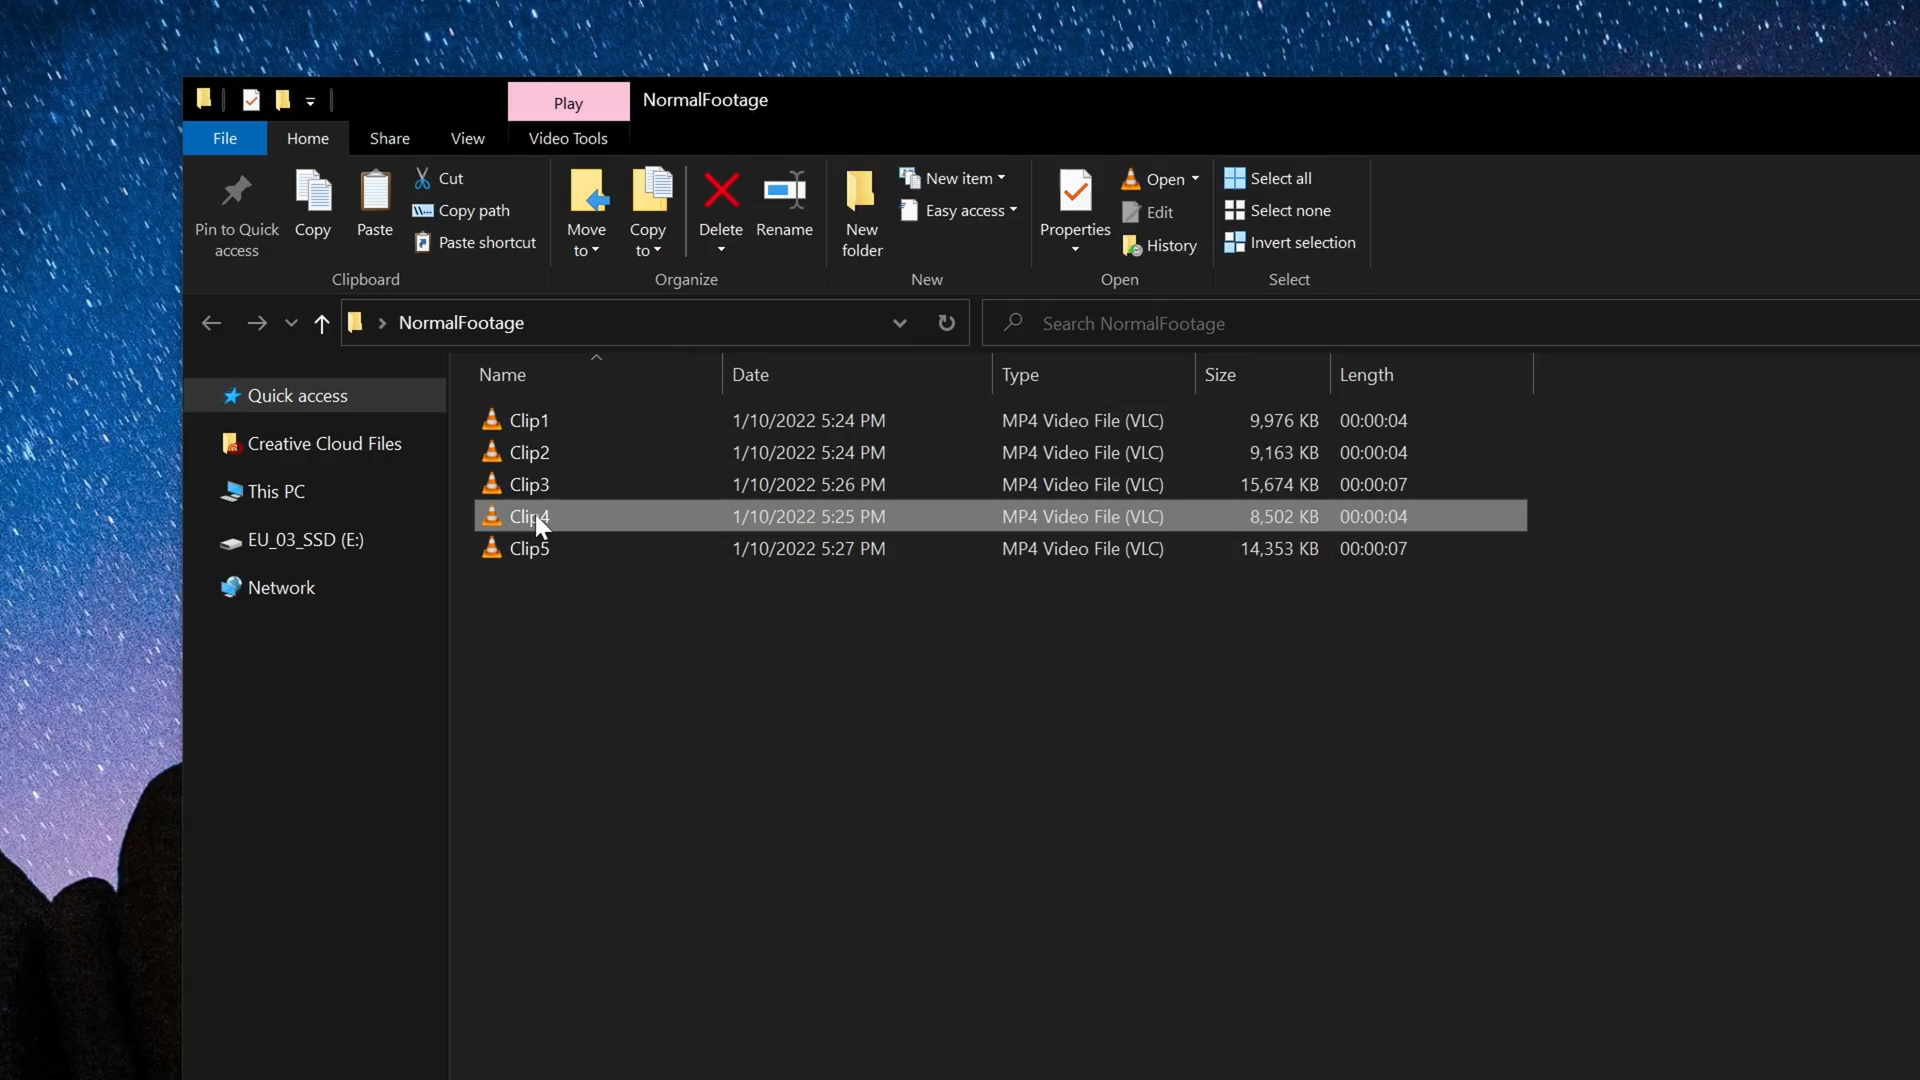 Play
NormalFootage
File
Home
Share
View
Video Tools
Pin to Quick
access
Copy
Paste
Cut
Copy path
Paste shortcut
Clipboard
Move
to
Copy
to
Delete
Rename
Organize
New
folder
New item
Easy access
New
Properties
Open
Edit
History
Open
Select all
Select none
Invert selection
Select
NormalFootage
Search NormalFootage
Quick access
Creative Cloud Files
This PC
EU_03_SSD (E:)
Network
Name Date Type Size Length
Clip1 1/10/2022 5:24 PM MP4 Video File (VLC) 9,976 KB 00:00:04
Clip2 1/10/2022 5:24 PM MP4 Video File (VLC) 9,163 KB 00:00:04
Clip3 1/10/2022 5:26 PM MP4 Video File (VLC) 15,674 KB 00:00:07
Clip4 1/10/2022 5:25 PM MP4 Video File (VLC) 8,502 KB 00:00:04
Clip5 1/10/2022 5:27 PM MP4 Video File (VLC) 14,353 KB 00:00:07